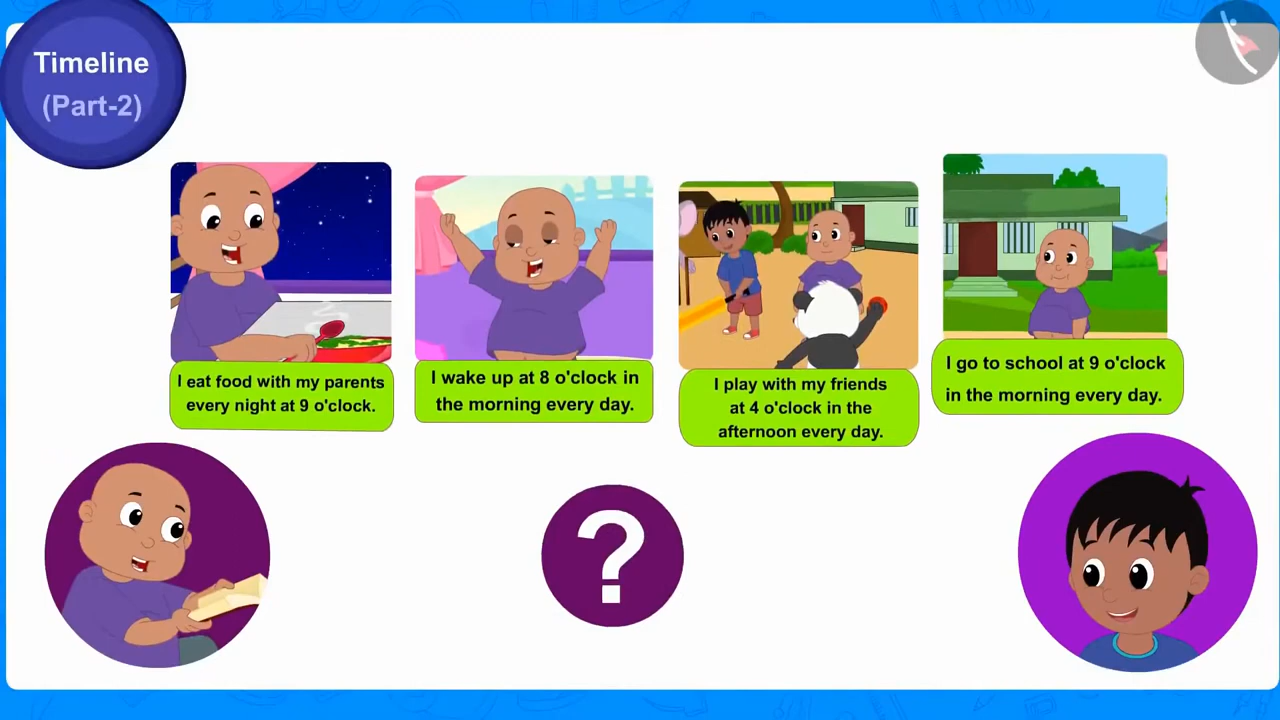 Timeline
(Part-2)
I eat food with my parents
every night at 9 o'clock.
I wake up at 8 o'clock in
the morning every day.
I play with my friends
at 4 o'clock in the
afternoon every day.
I go to school at 9 o'clock
in the morning every day.
?